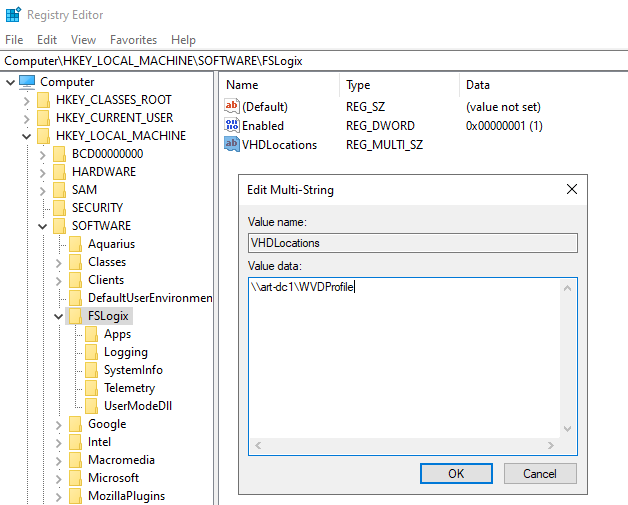 Registry Editor
File Edit View Favorites Help
Computer\HKEY_LOCAL_MACHINE\SOFTWARE\FSLogix
Computer
HKEY_CLASSES_ROOT
HKEY_CURRENT_USER
HKEY_LOCAL_MACHINE
BCD00000000
HARDWARE
SAM
SECURITY
SOFTWARE
Aquarius
Classes
Clients
DefaultUserEnvironmen
FSLogix
Apps
Logging
SystemInfo
Telemetry
UserModeDll
Google
Intel
Macromedia
Microsoft
MozillaPlugins
Name Type Data
ab (Default) REG_SZ (value not set)
Enabled REG_DWORD 0x00000001 (1)
ab VHDLocations REG_MULTI_SZ
Edit Multi-String
Value name:
VHDLocations
Value data:
\\art-dc1\WVDProfile
OK Cancel